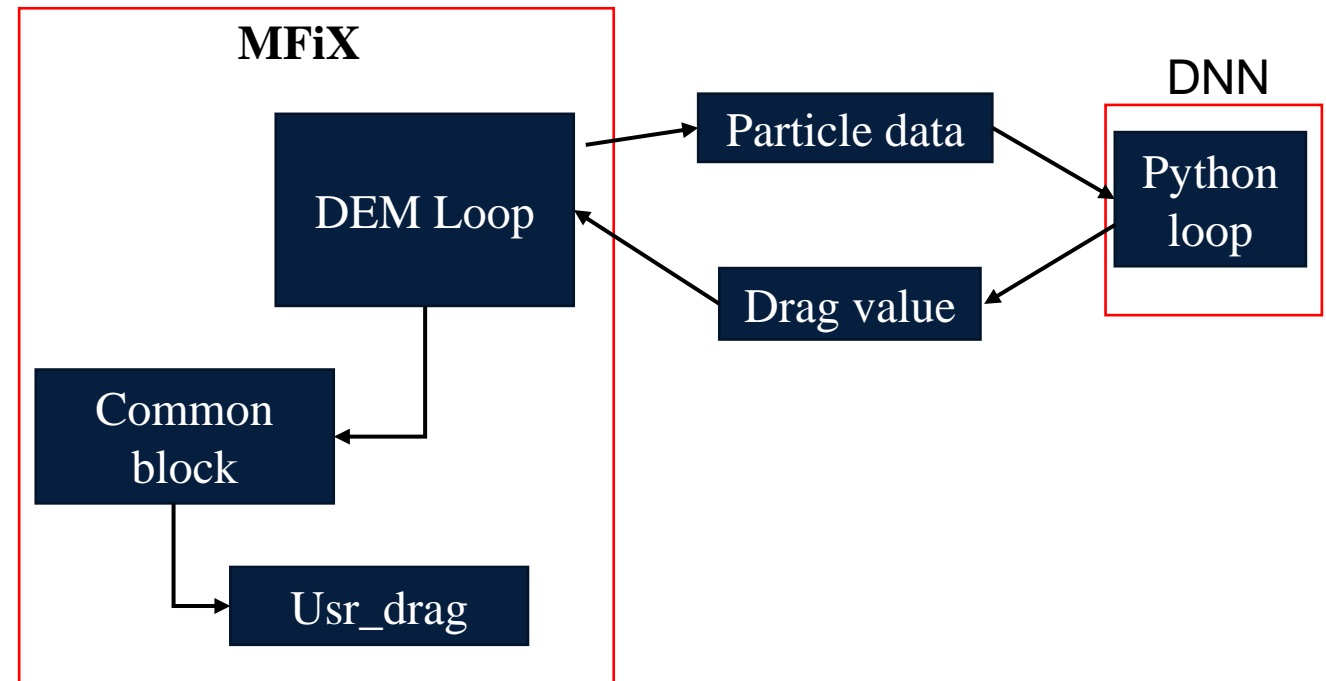 MFiX
DNN
Particle data
Python
loop
DEM Loop
Drag value
Common
block
Usr_drag